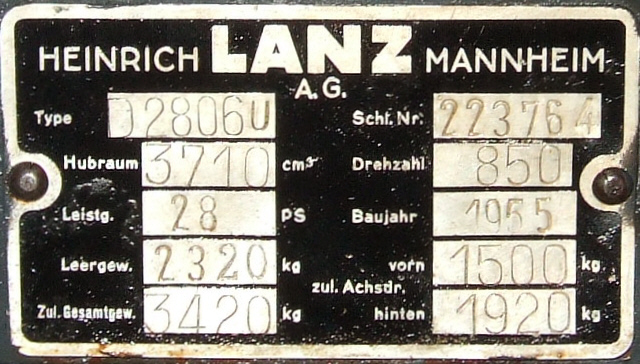 HEINRICH LANZ MANNHEIM
A.G.
Type D2806U Schl. Nr. 223764
Hubraum 3710 cm³ Drehzahl 850
Leistg. 28 PS Baujahr 1955
Leergew. 2320 kg vorn 1500 kg
zul. Achsdr.
Zul. Gesamtgew. 3420 kg hinten 1920 kg